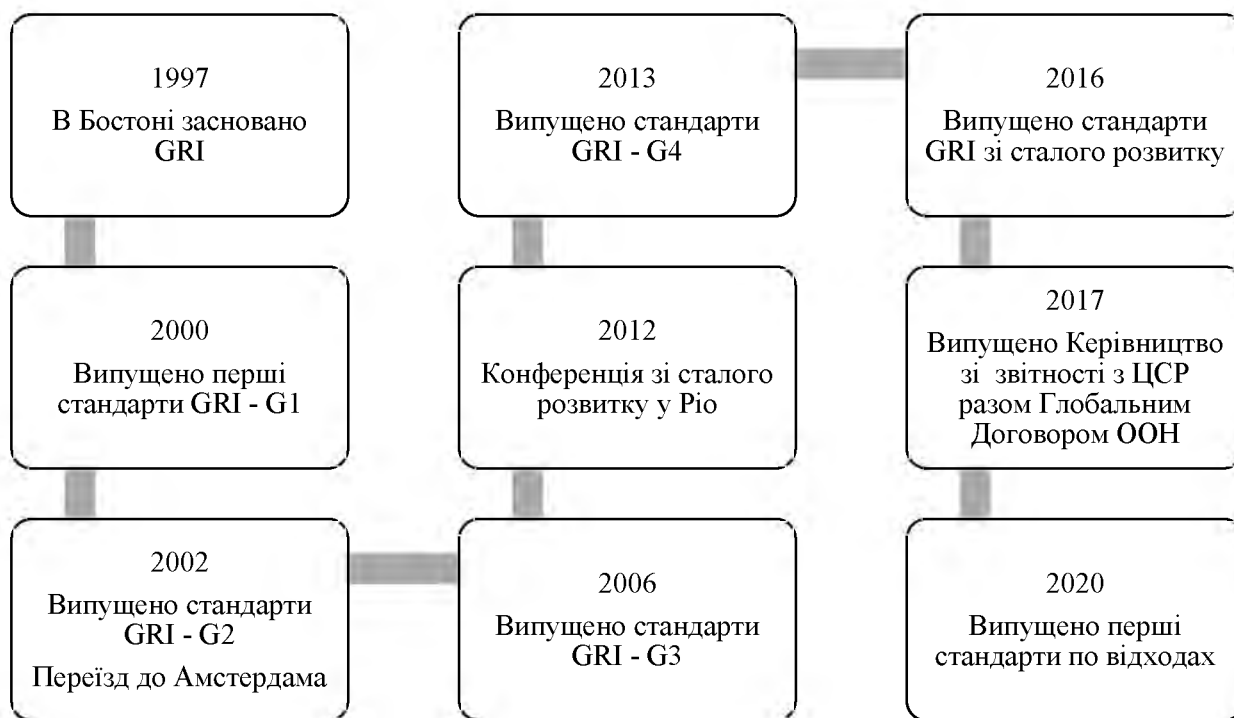 1997
В Бостоні засновано
GRI
2000
Випущено перші
стандарти GRI - G1
2002
Випущено стандарти
GRI - G2
Переїзд до Амстердама
2006
Випущено стандарти
GRI - G3
2012
Конференція зі сталого
розвитку у Ріо
2013
Випущено стандарти
GRI - G4
2016
Випущено стандарти
GRI зі сталого розвитку
2017
Випущено Керівництво
зі звітності з ЦСР
разом Глобальним
Договором ООН
2020
Випущено перші
стандарти по відходах